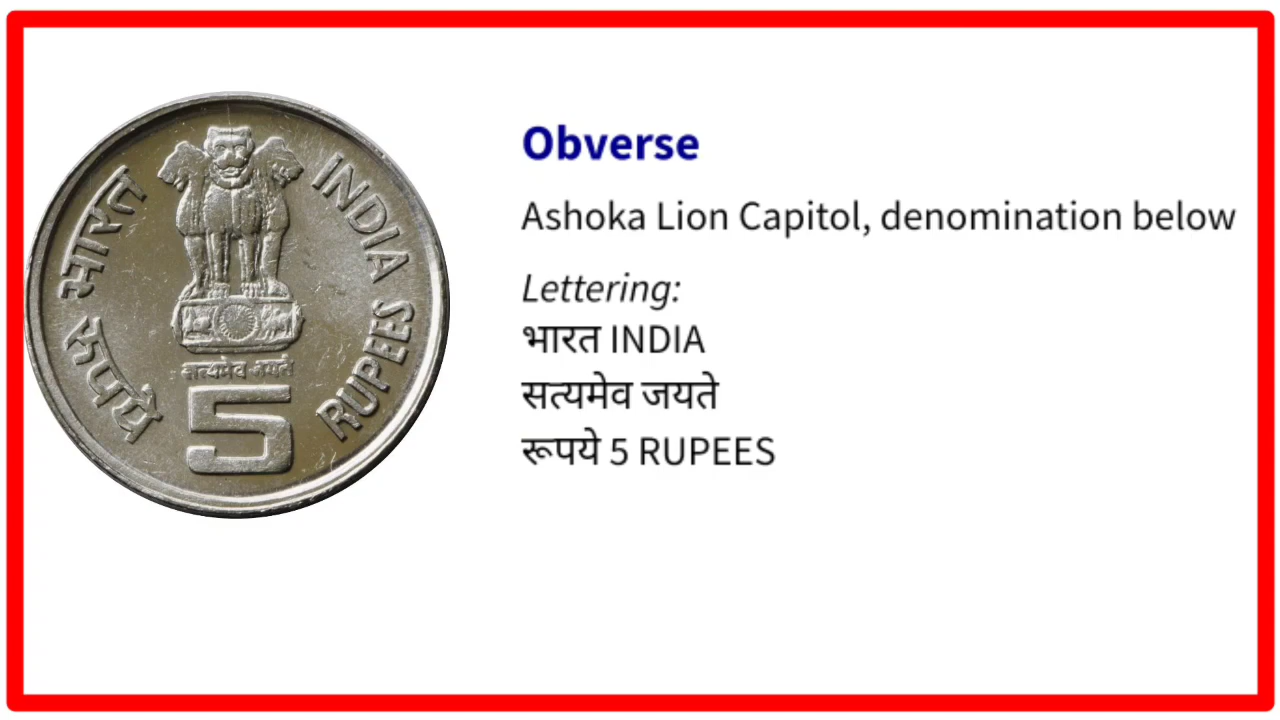 भारत
रूपये
INDIA
RUPEES
सत्यमेव जयते
5
Obverse
Ashoka Lion Capitol, denomination below
Lettering:
भारत INDIA
सत्यमेव जयते
रूपये 5 RUPEES